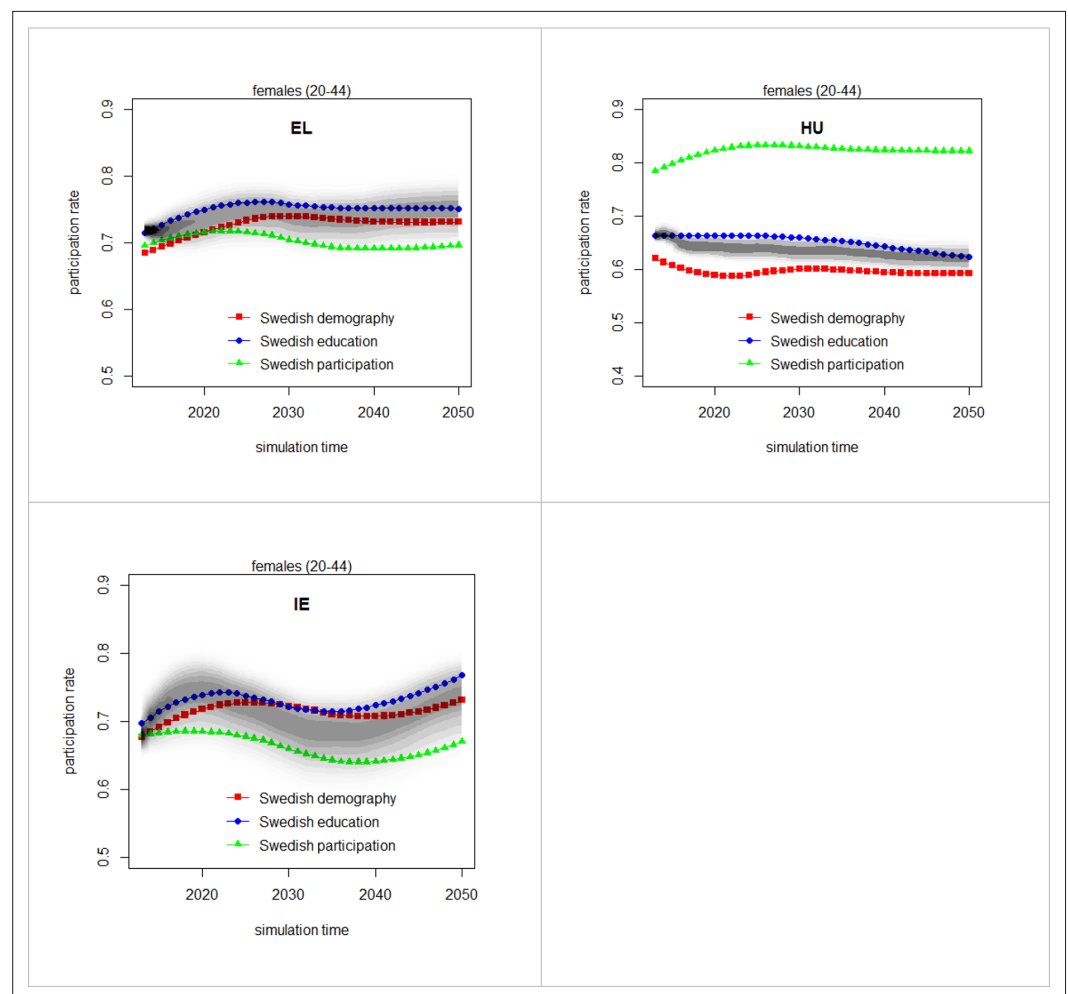 females (20-44)
EL
participation rate
0.9
0.8
0.7
0.6
0.5
Swedish demography
Swedish education
Swedish participation
2020 2030 2040 2050
simulation time
females (20-44)
HU
participation rate
0.9
0.8
0.7
0.6
0.5
0.4
Swedish demography
Swedish education
Swedish participation
2020 2030 2040 2050
simulation time
females (20-44)
IE
participation rate
0.9
0.8
0.7
0.6
0.5
Swedish demography
Swedish education
Swedish participation
2020 2030 2040 2050
simulation time